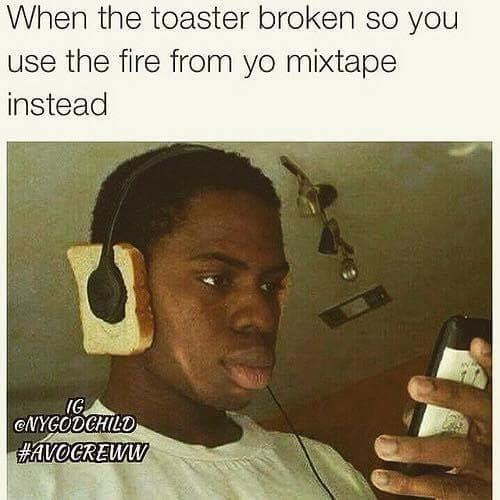 When the toaster broken so you
use the fire from yo mixtape
instead
IG
@NYGODCHILD
#AVOCREWW